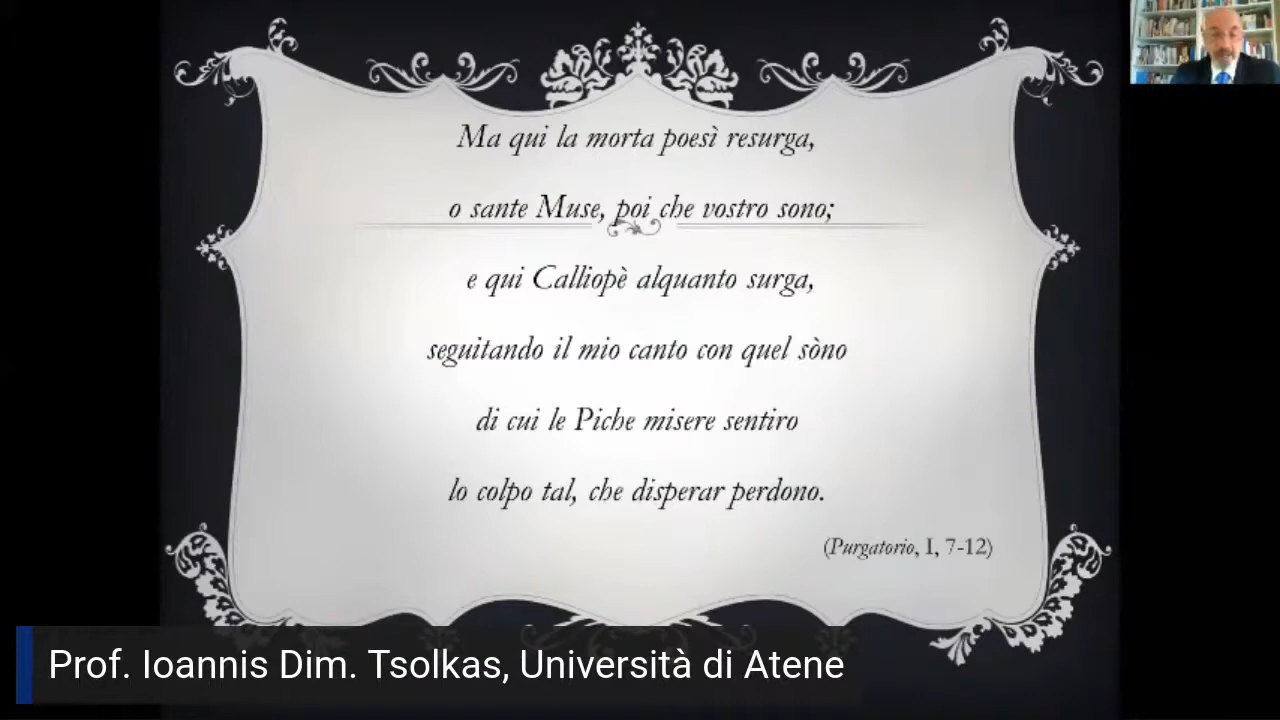 Ma qui la morta poesì resurga,
o sante Muse, poi che vostro sono;
e qui Calliopè alquanto surga,
seguitando il mio canto con quel sòno
di cui le Piche misere sentiro
lo colpo tal, che disperar perdono.
(Purgatorio, I, 7-12)
Prof. Ioannis Dim. Tsolkas, Università di Atene